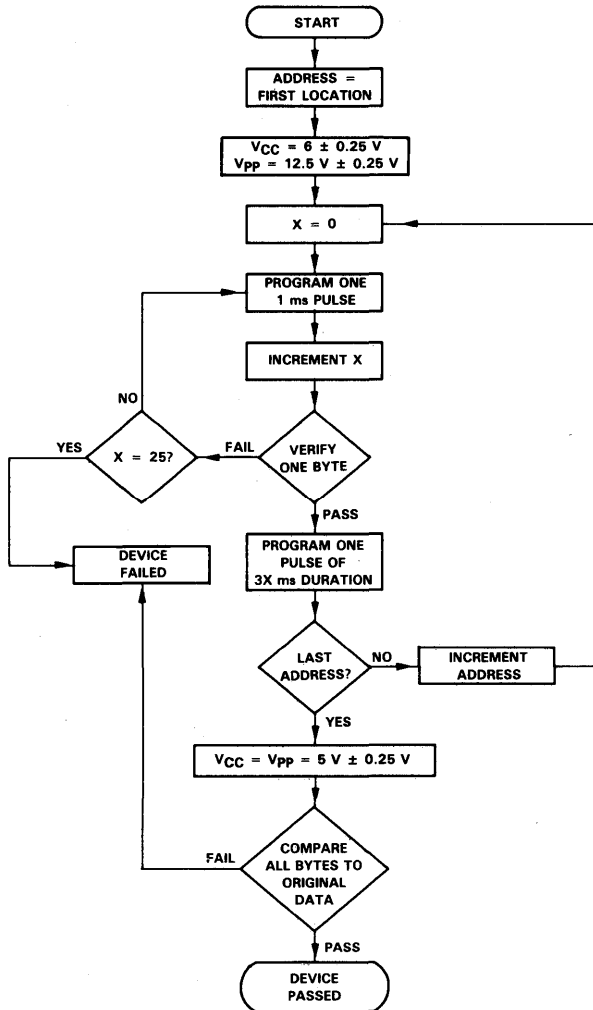 START
ADDRESS =
FIRST LOCATION
VCC = 6 ± 0.25 V
VPP = 12.5 V ± 0.25 V
X = 0
PROGRAM ONE
1 ms PULSE
INCREMENT X
NO
YES
X = 25?
FAIL
VERIFY
ONE BYTE
PASS
DEVICE
FAILED
PROGRAM ONE
PULSE OF
3X ms DURATION
LAST
ADDRESS?
NO
INCREMENT
ADDRESS
YES
VCC = VPP = 5 V ± 0.25 V
FAIL
COMPARE
ALL BYTES TO
ORIGINAL
DATA
PASS
DEVICE
PASSED